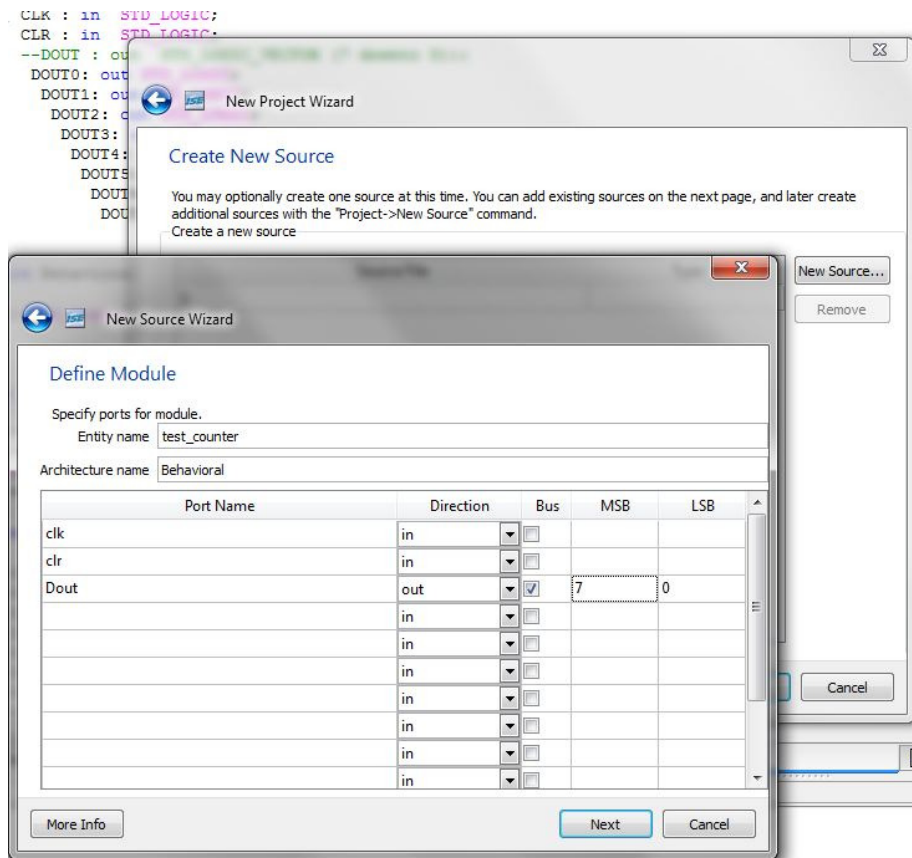 CLK : in STD_LOGIC;
CLR : in STD_LOGIC;
--DOUT : ou
DOUT0: out
DOUT1: ou
DOUT2: o
DOUT3:
DOUT4:
DOUT5
DOUT
DOU
New Project Wizard
Create New Source
You may optionally create one source at this time. You can add existing sources on the next page, and later create
additional sources with the "Project->New Source" command.
Create a new source
New Source...
Remove
Cancel
ISE New Source Wizard
Define Module
Specify ports for module.
Entity name test_counter
Architecture name Behavioral
Port Name Direction Bus MSB LSB
clk in
clr in
Dout out 7 0
in
in
in
in
in
in
in
More Info Next Cancel